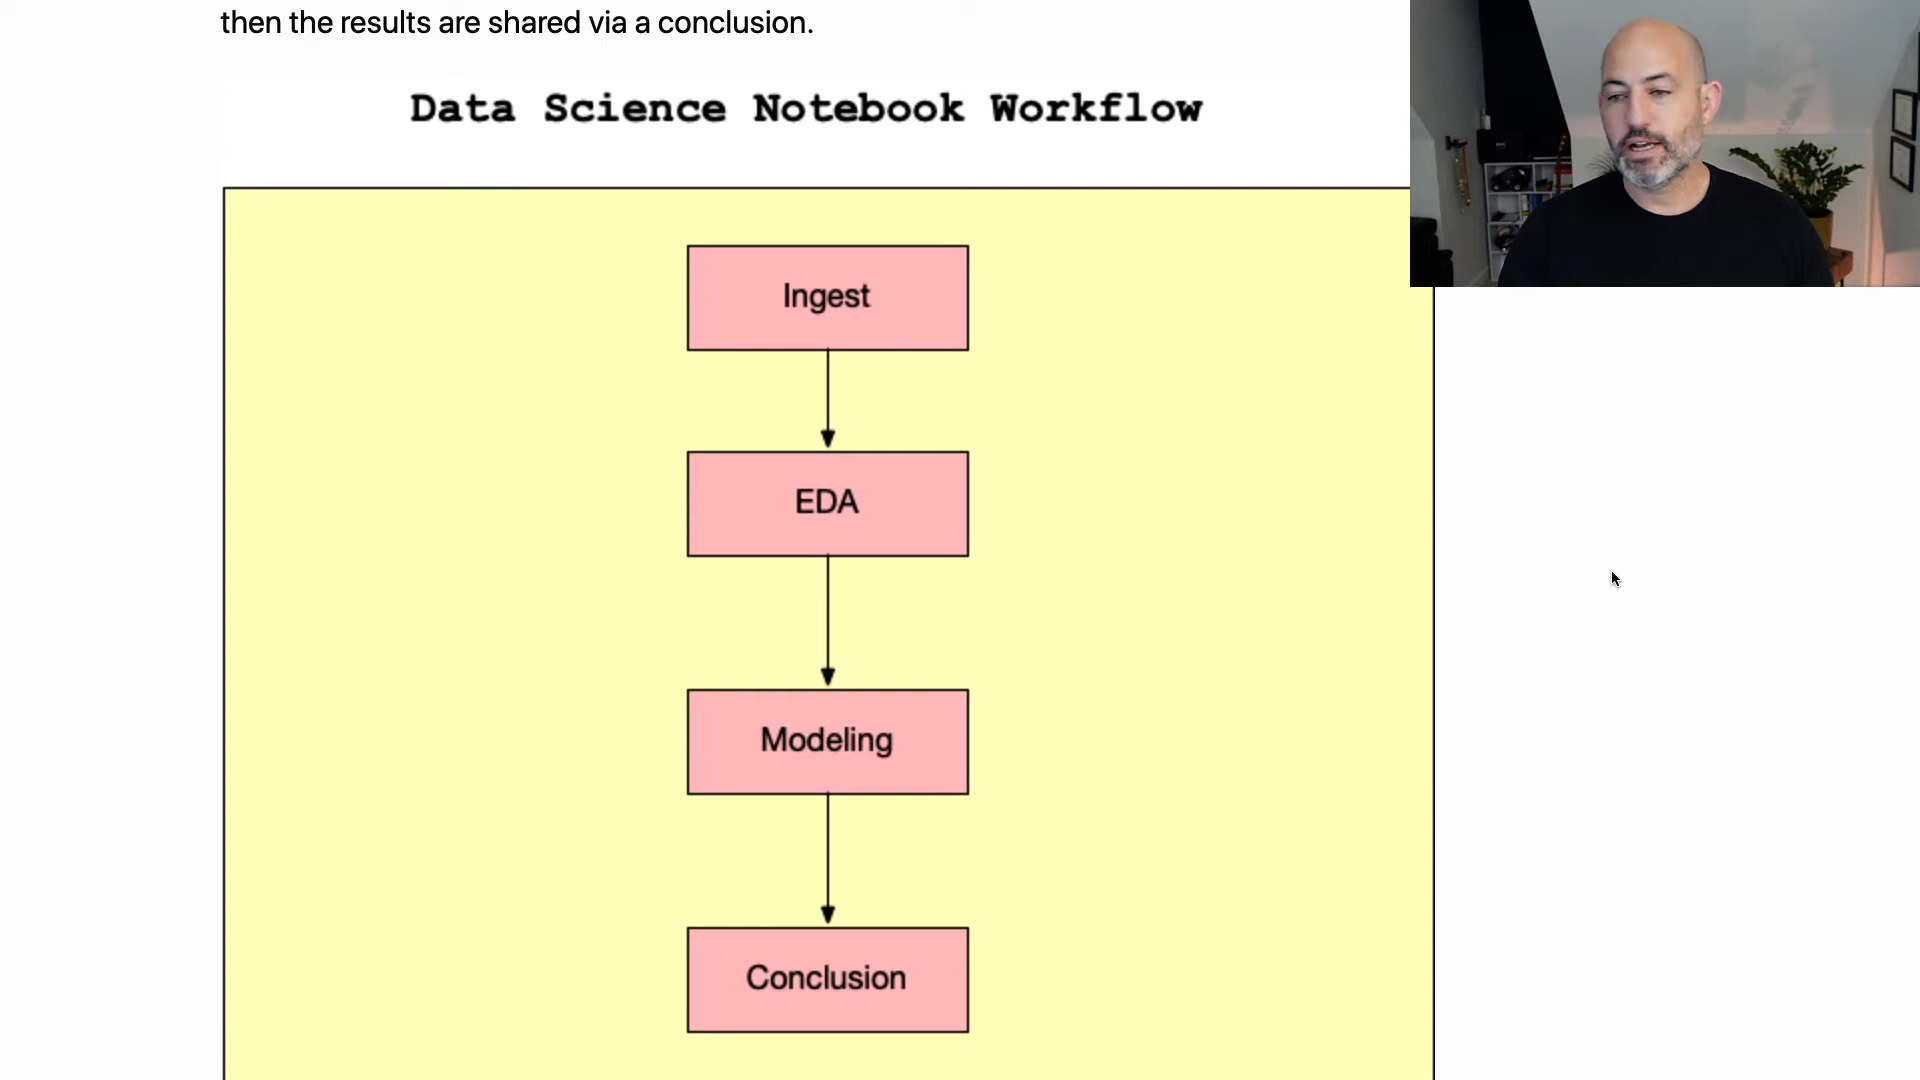 then the results are shared via a conclusion.
Data Science Notebook Workflow
Ingest
EDA
Modeling
Conclusion